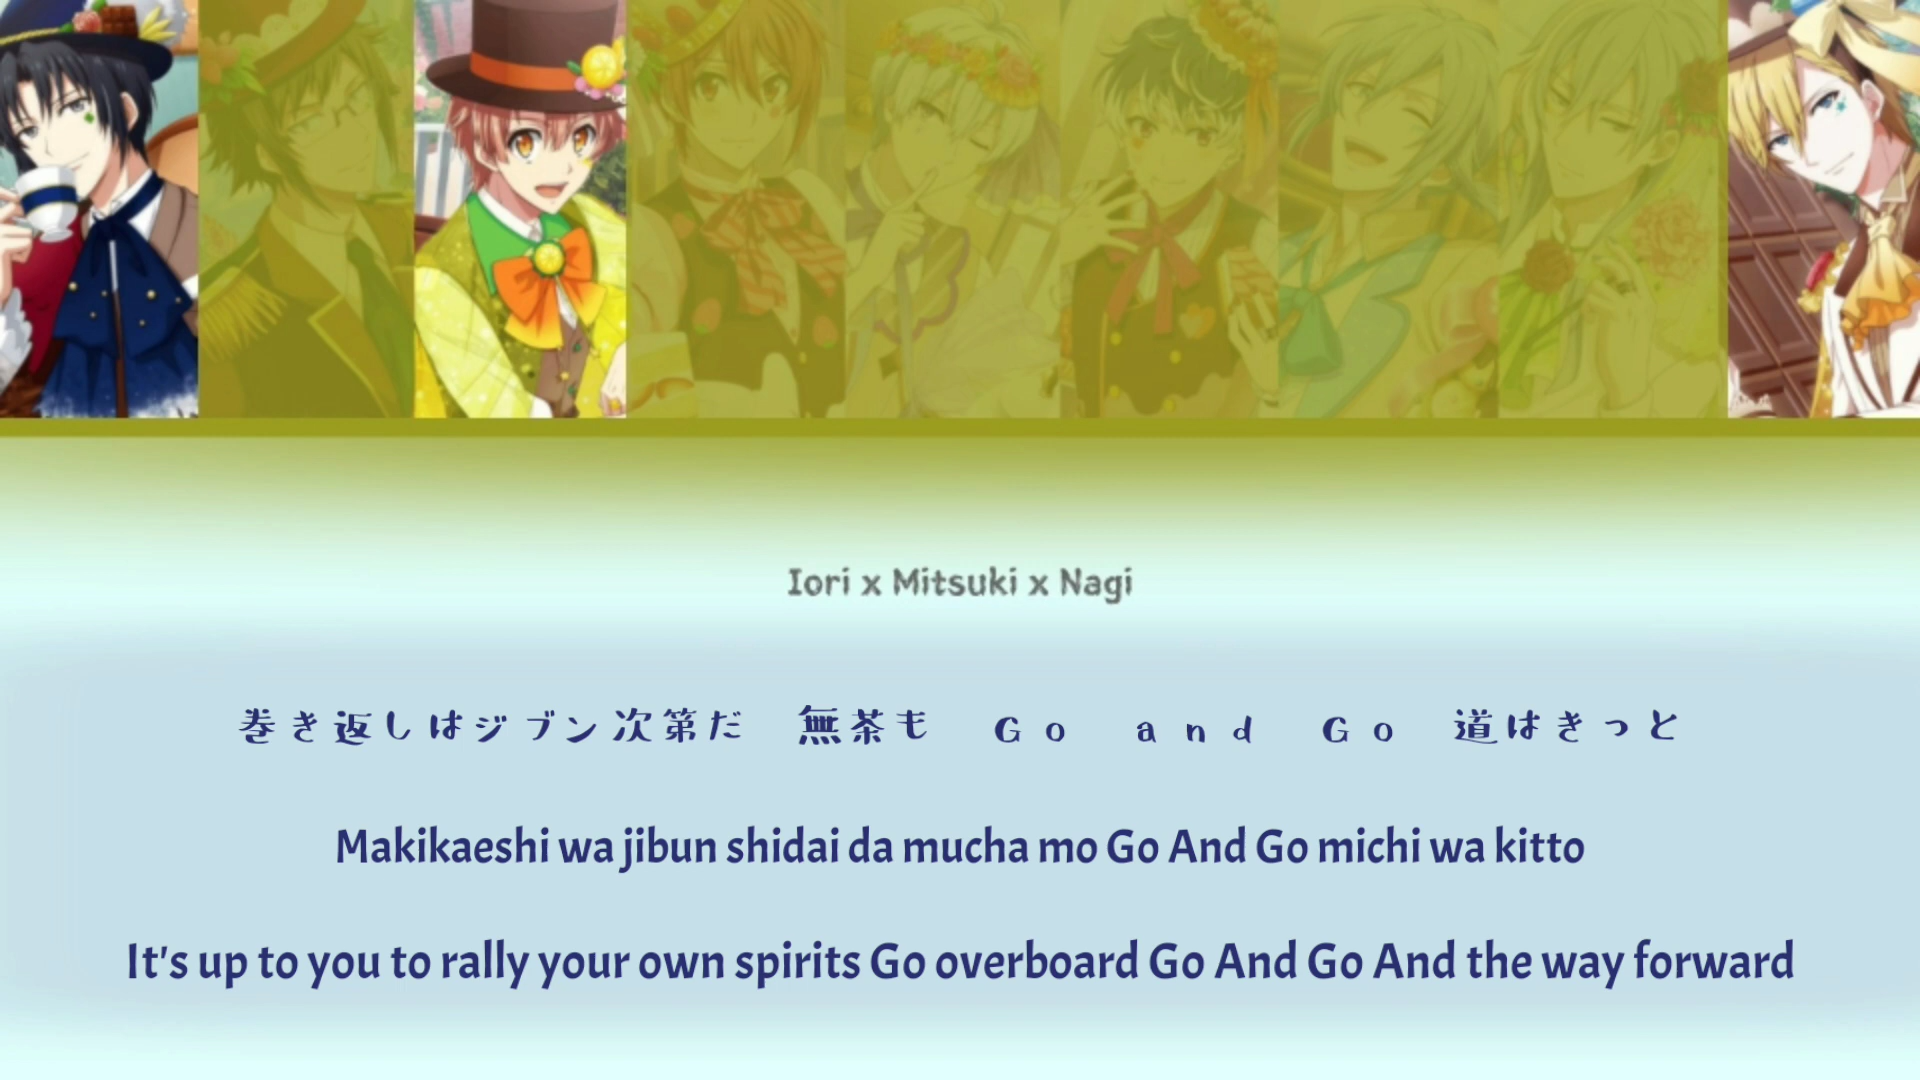 Iori x Mitsuki x Nagi
巻き返しはジブン次第だ　無茶も　Ｇｏ　ａｎｄ　Ｇｏ　道はきっと
Makikaeshi wa jibun shidai da mucha mo Go And Go michi wa kitto
It's up to you to rally your own spirits Go overboard Go And Go And the way forward